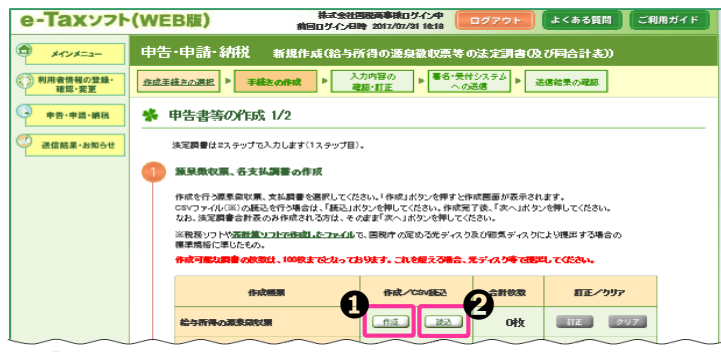 e-Taxソフト(WEB版)
株式会社国税商事様ログイン中
前回ログイン日時 2017/07/31 16:18
ログアウト
よくある質問
ご利用ガイド
メインメニュー
利用者情報の登録・
確認・変更
申告・申請・納税
送信結果・お知らせ
申告・申請・納税 新規作成(給与所得の源泉徴収票等の法定調書(及び同合計表))
作成手続きの選択
手続きの作成
入力内容の
確認・訂正
署名・受付システム
への送信
送信結果の確認
申告書等の作成 1/2
法定調書は2ステップで入力します(1ステップ目)。
1 源泉徴収票、各支払調書の作成
作成を行う源泉徴収票、支払調書を選択してください。「作成」ボタンを押すと作成画面が表示されます。
CSVファイル(※)の読込を行う場合は、「読込」ボタンを押してください。作成完了後、「次へ」ボタンを押してください。
なお、法定調書合計表のみ作成される方は、そのまま「次へ」ボタンを押してください。
※税務ソフトや表計算ソフトで作成したファイルで、国税庁の定める光ディスク及び磁気ディスクにより提出する場合の
標準規格に準じたもの。
作成可能な調書の枚数は、100枚までとなっております。これを超える場合、光ディスク等で提出してください。
作成帳票
作成/CSV読込
合計枚数
訂正/クリア
1
2
給与所得の源泉徴収票
作成
読込
0枚
訂正
クリア